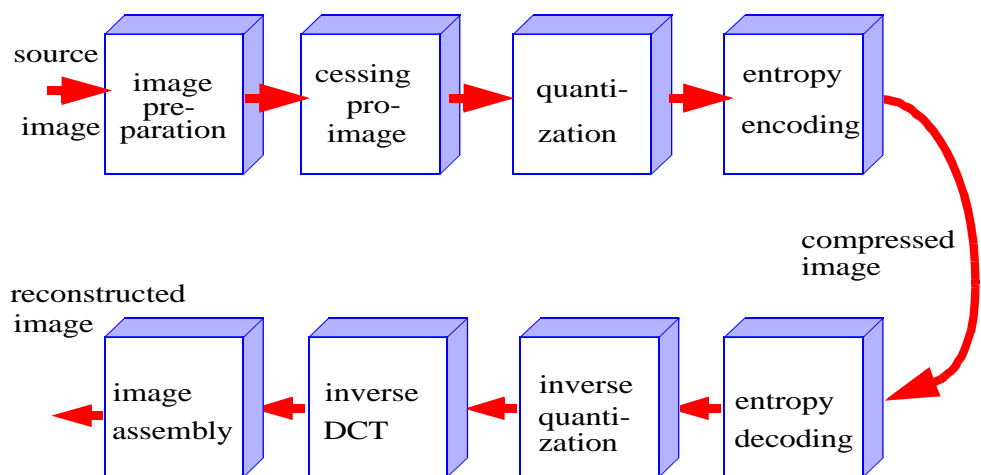 source
image
image
pre-
paration
cessing
pro-
image
quanti-
zation
entropy
encoding
compressed
image
reconstructed
image
image
assembly
inverse
DCT
inverse
quanti-
zation
entropy
decoding